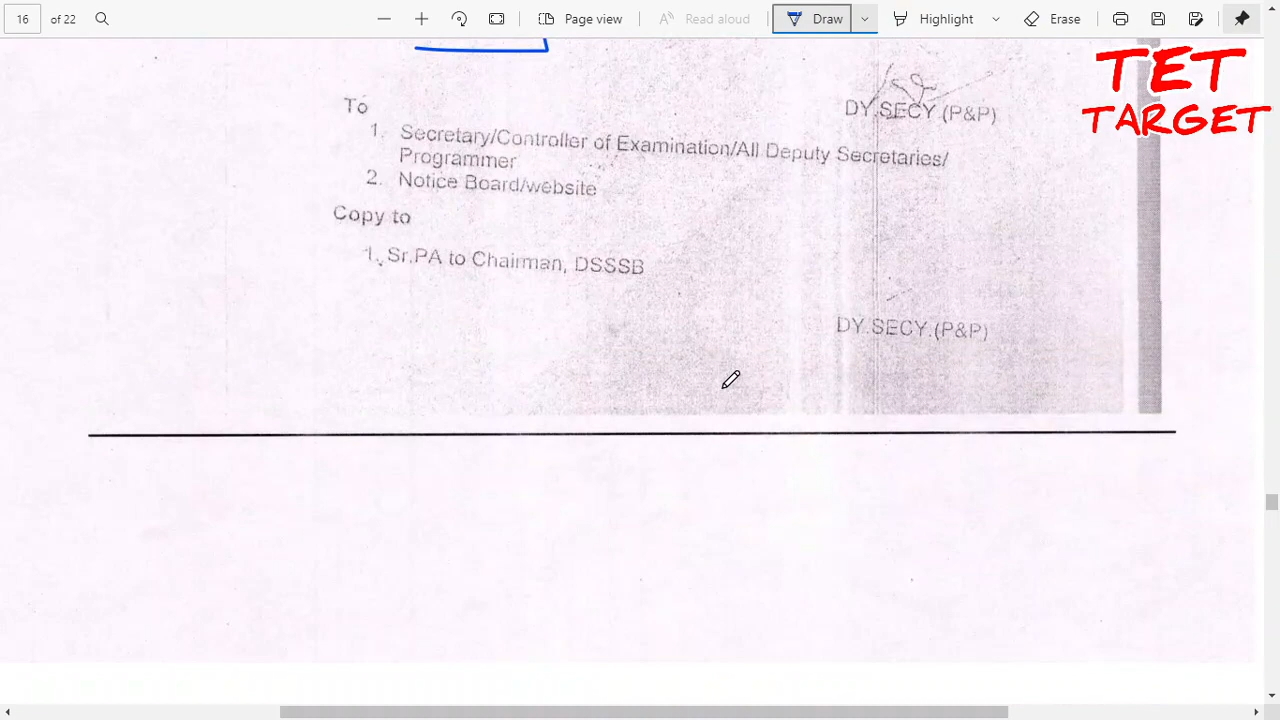 16 of 22 Page view Read aloud Draw Highlight Erase
TET
TARGET
To
DY.SECY.(P&P)
1. Secretary/Controller of Examination/All Deputy Secretaries/
Programmer
2. Notice Board/website
Copy to
1. Sr.PA to Chairman, DSSSB
DY.SECY.(P&P)